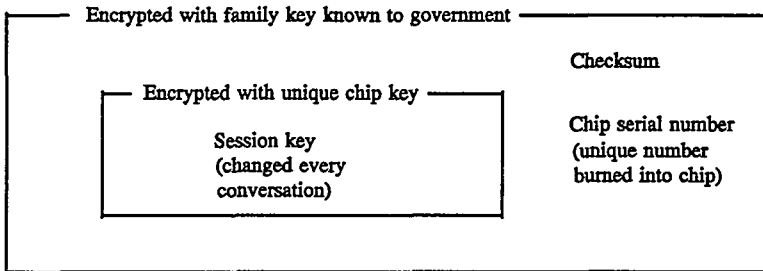 Encrypted with family key known to government
Checksum
Encrypted with unique chip key
Session key
(changed every
conversation)
Chip serial number
(unique number
burned into chip)